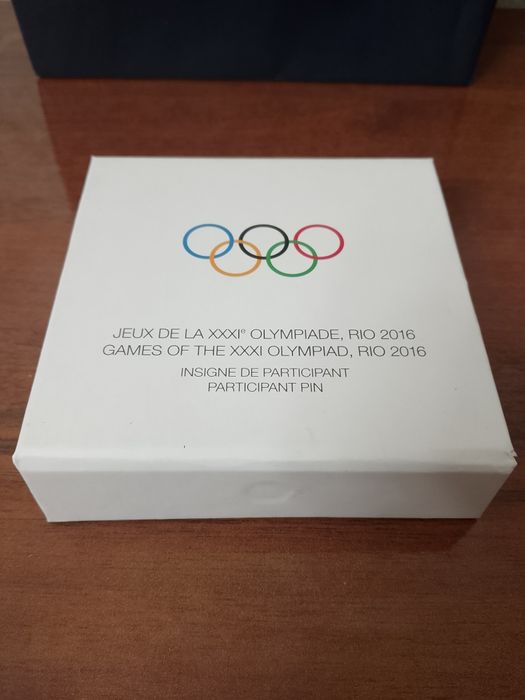 JEUX DE LA XXXIᵉ OLYMPIADE, RIO 2016
GAMES OF THE XXXI OLYMPIAD, RIO 2016
INSIGNE DE PARTICIPANT
PARTICIPANT PIN